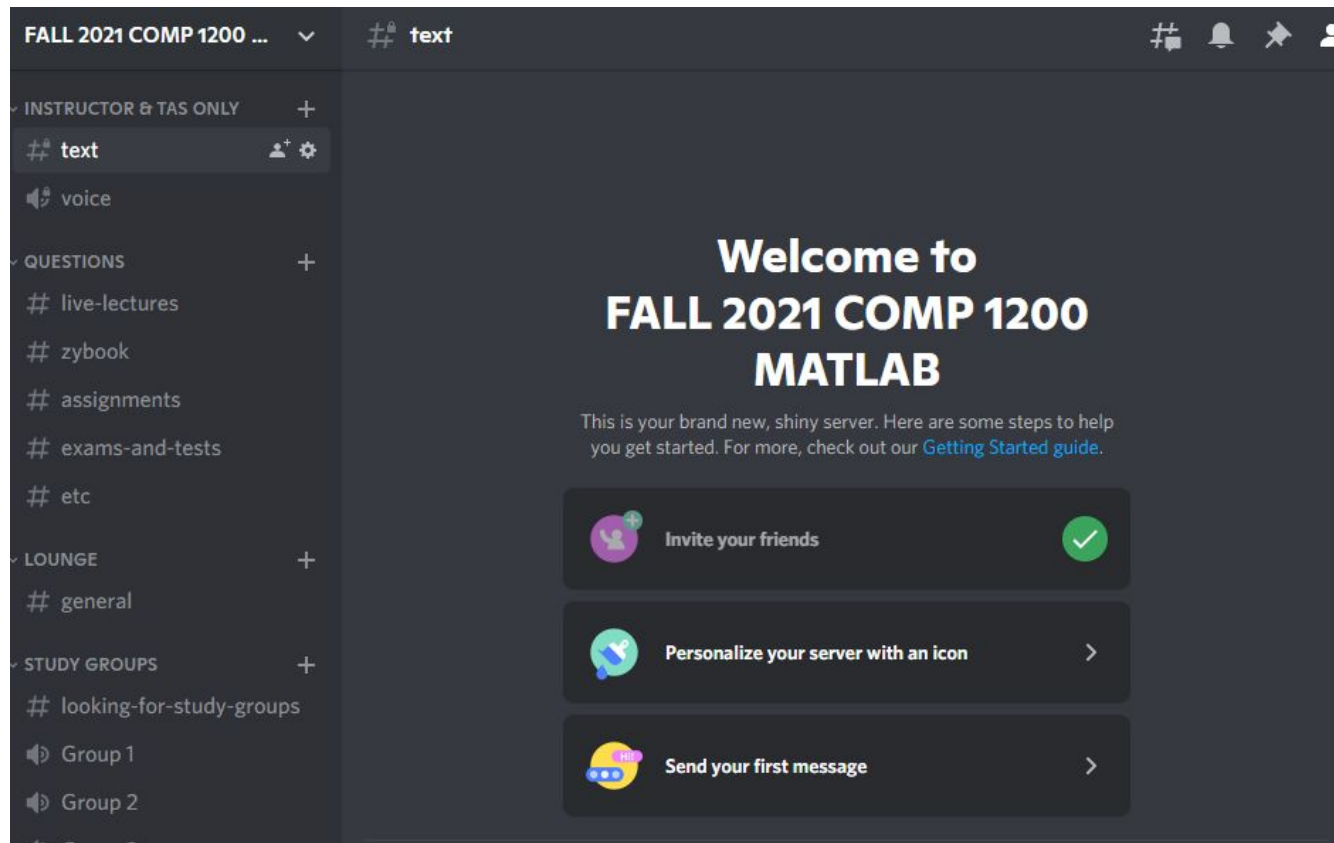 FALL 2021 COMP 1200 ...
INSTRUCTOR & TAS ONLY
text
voice
QUESTIONS
# live-lectures
# zybook
# assignments
# exams-and-tests
# etc
LOUNGE
# general
STUDY GROUPS
# looking-for-study-groups
Group 1
Group 2
text
Welcome to
FALL 2021 COMP 1200
MATLAB
This is your brand new, shiny server. Here are some steps to help
you get started. For more, check out our Getting Started guide.
Invite your friends
Personalize your server with an icon
HI!
Send your first message